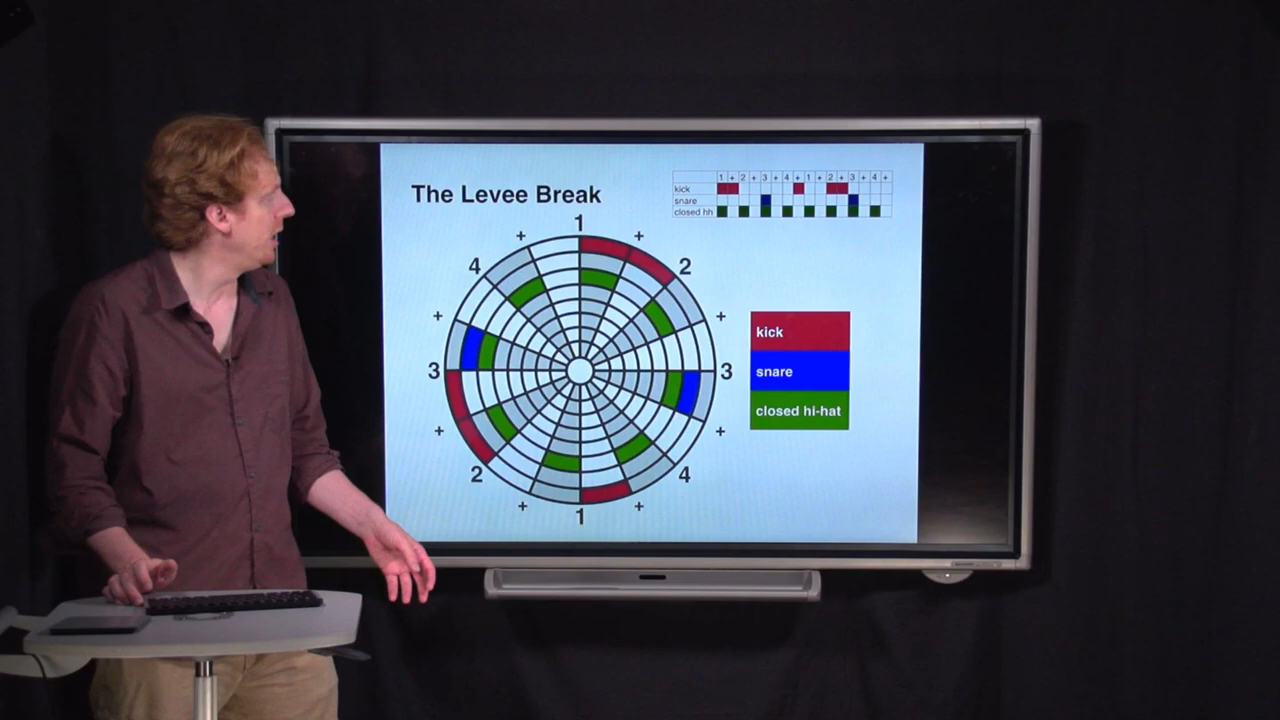 The Levee Break
1 + 2 + 3 + 4 + 1 + 2 + 3 + 4 +
kick
snare
closed hh
1
+ +
4 2
+ +
3 3
+ +
2 4
+ +
1
kick
snare
closed hi-hat